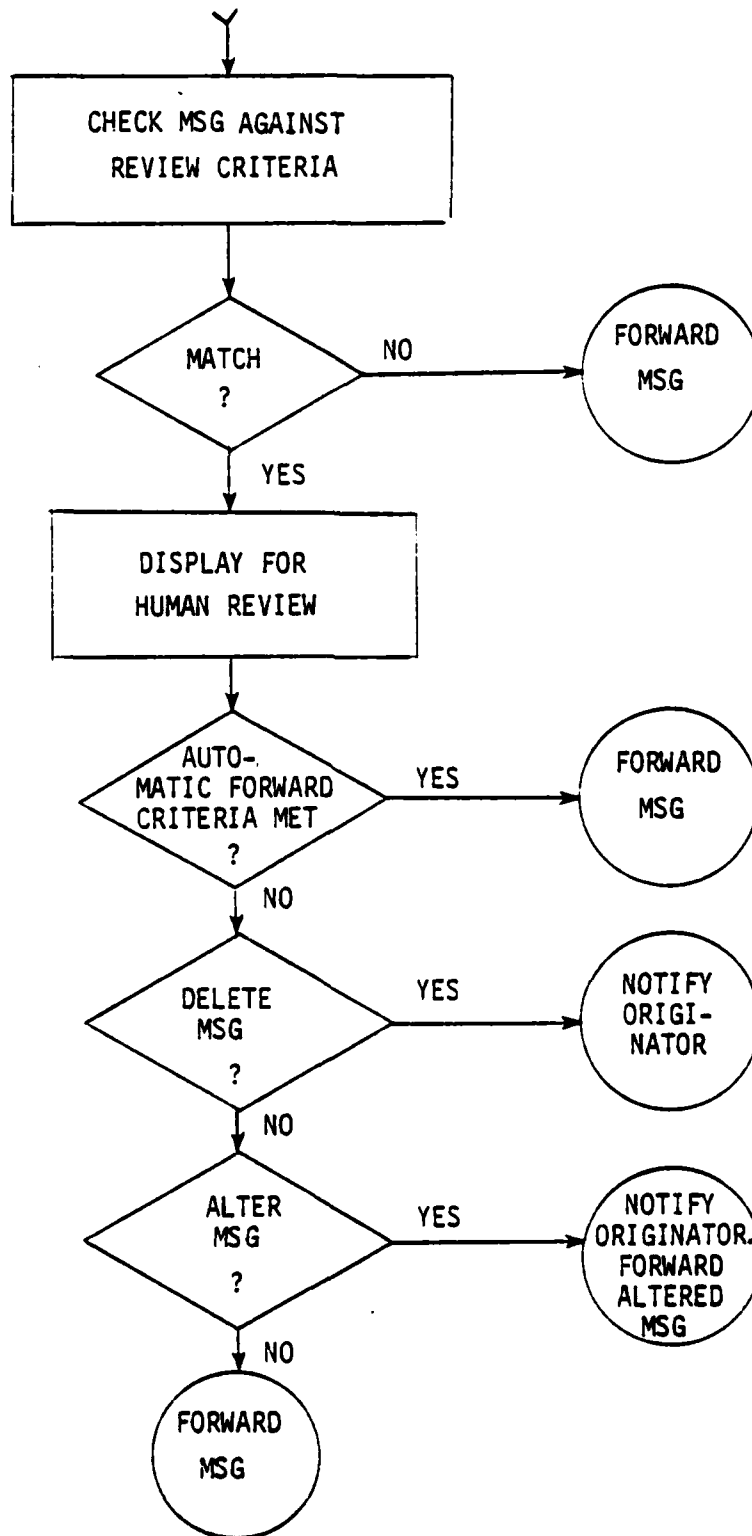 CHECK MSG AGAINST
REVIEW CRITERIA
MATCH
?
NO
FORWARD
MSG
YES
DISPLAY FOR
HUMAN REVIEW
AUTO-
MATIC FORWARD
CRITERIA MET
?
YES
FORWARD
MSG
NO
DELETE
MSG
?
YES
NOTIFY
ORIGI-
NATOR
NO
ALTER
MSG
?
YES
NOTIFY
ORIGINATOR.
FORWARD
ALTERED
MSG
NO
FORWARD
MSG